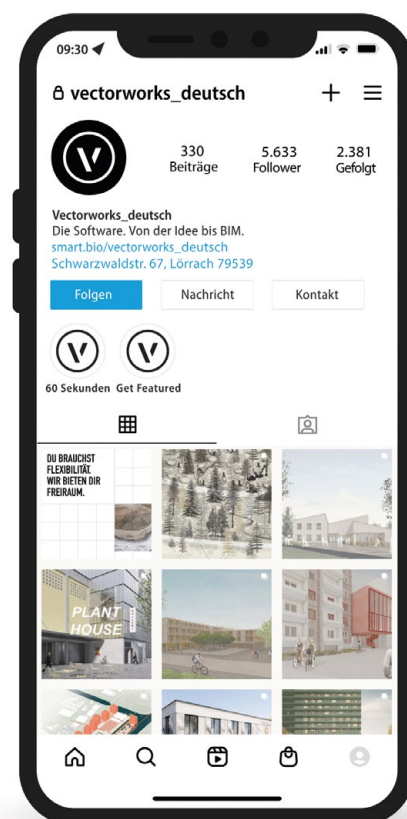 09:30
vectorworks_deutsch
330
Beiträge
5.633
Follower
2.381
Gefolgt
Vectorworks_deutsch
Die Software. Von der Idee bis BIM.
smart.bio/vectorworks_deutsch
Schwarzwaldstr. 67, Lörrach 79539
Folgen
Nachricht
Kontakt
60 Sekunden
Get Featured
DU BRAUCHST
FLEXIBILITÄT.
WIR BIETEN DIR
FREIRAUM.
PLANT
HOUSE